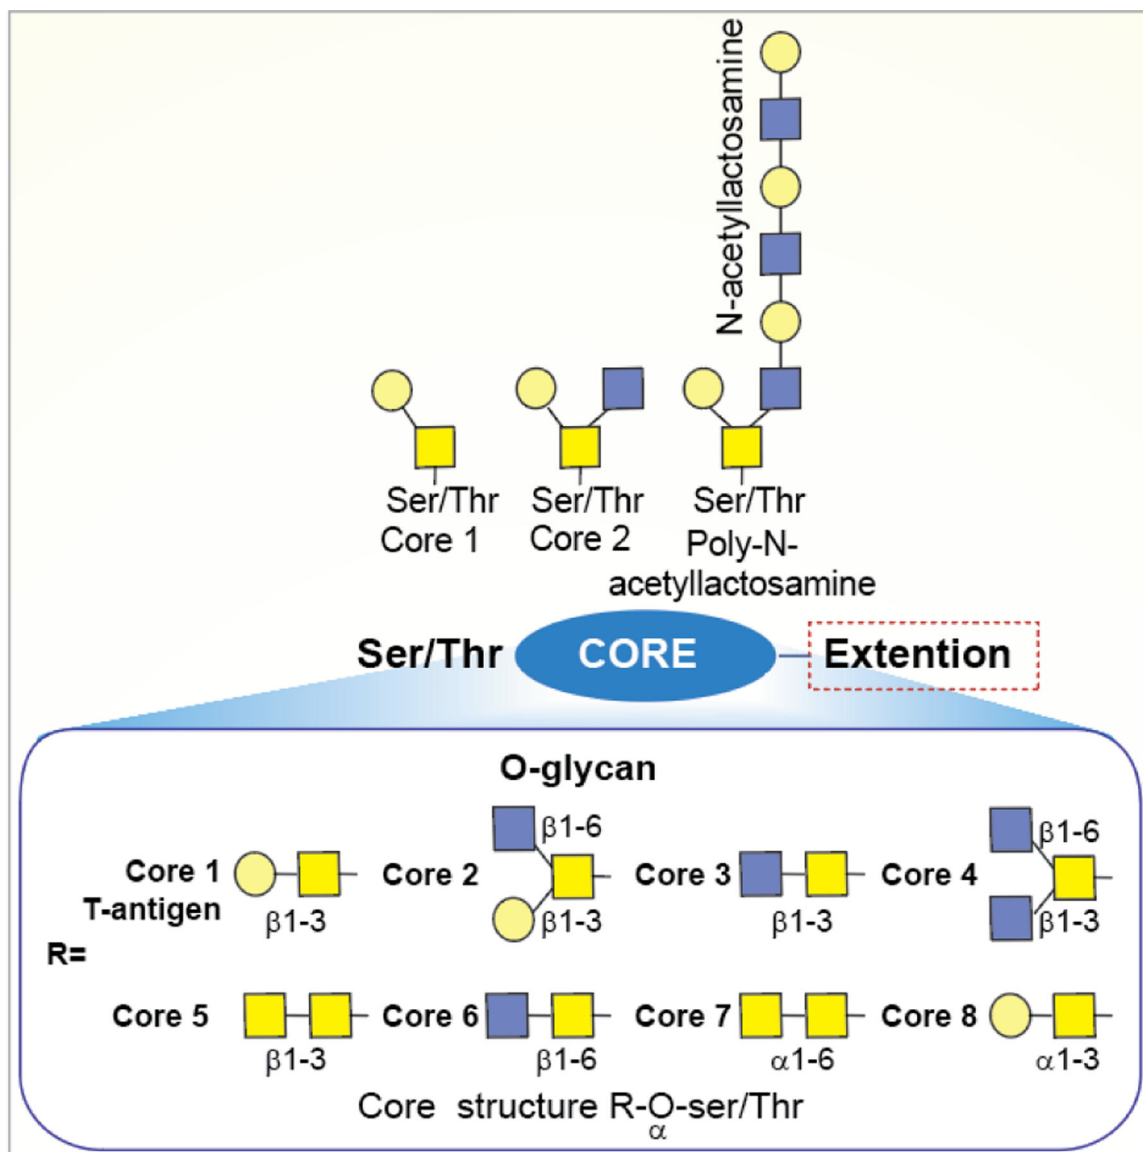 N-acetyllactosamine
Ser/Thr
Core 1
Ser/Thr
Core 2
Ser/Thr
Poly-N-
acetyllactosamine
Ser/Thr CORE Extention
O-glycan
Core 1
T-antigen
β1-3
Core 2
β1-6
β1-3
Core 3
β1-3
Core 4
β1-6
β1-3
R=
Core 5
β1-3
Core 6
β1-6
Core 7
α1-6
Core 8
α1-3
Core structure R-O-ser/Thr
α